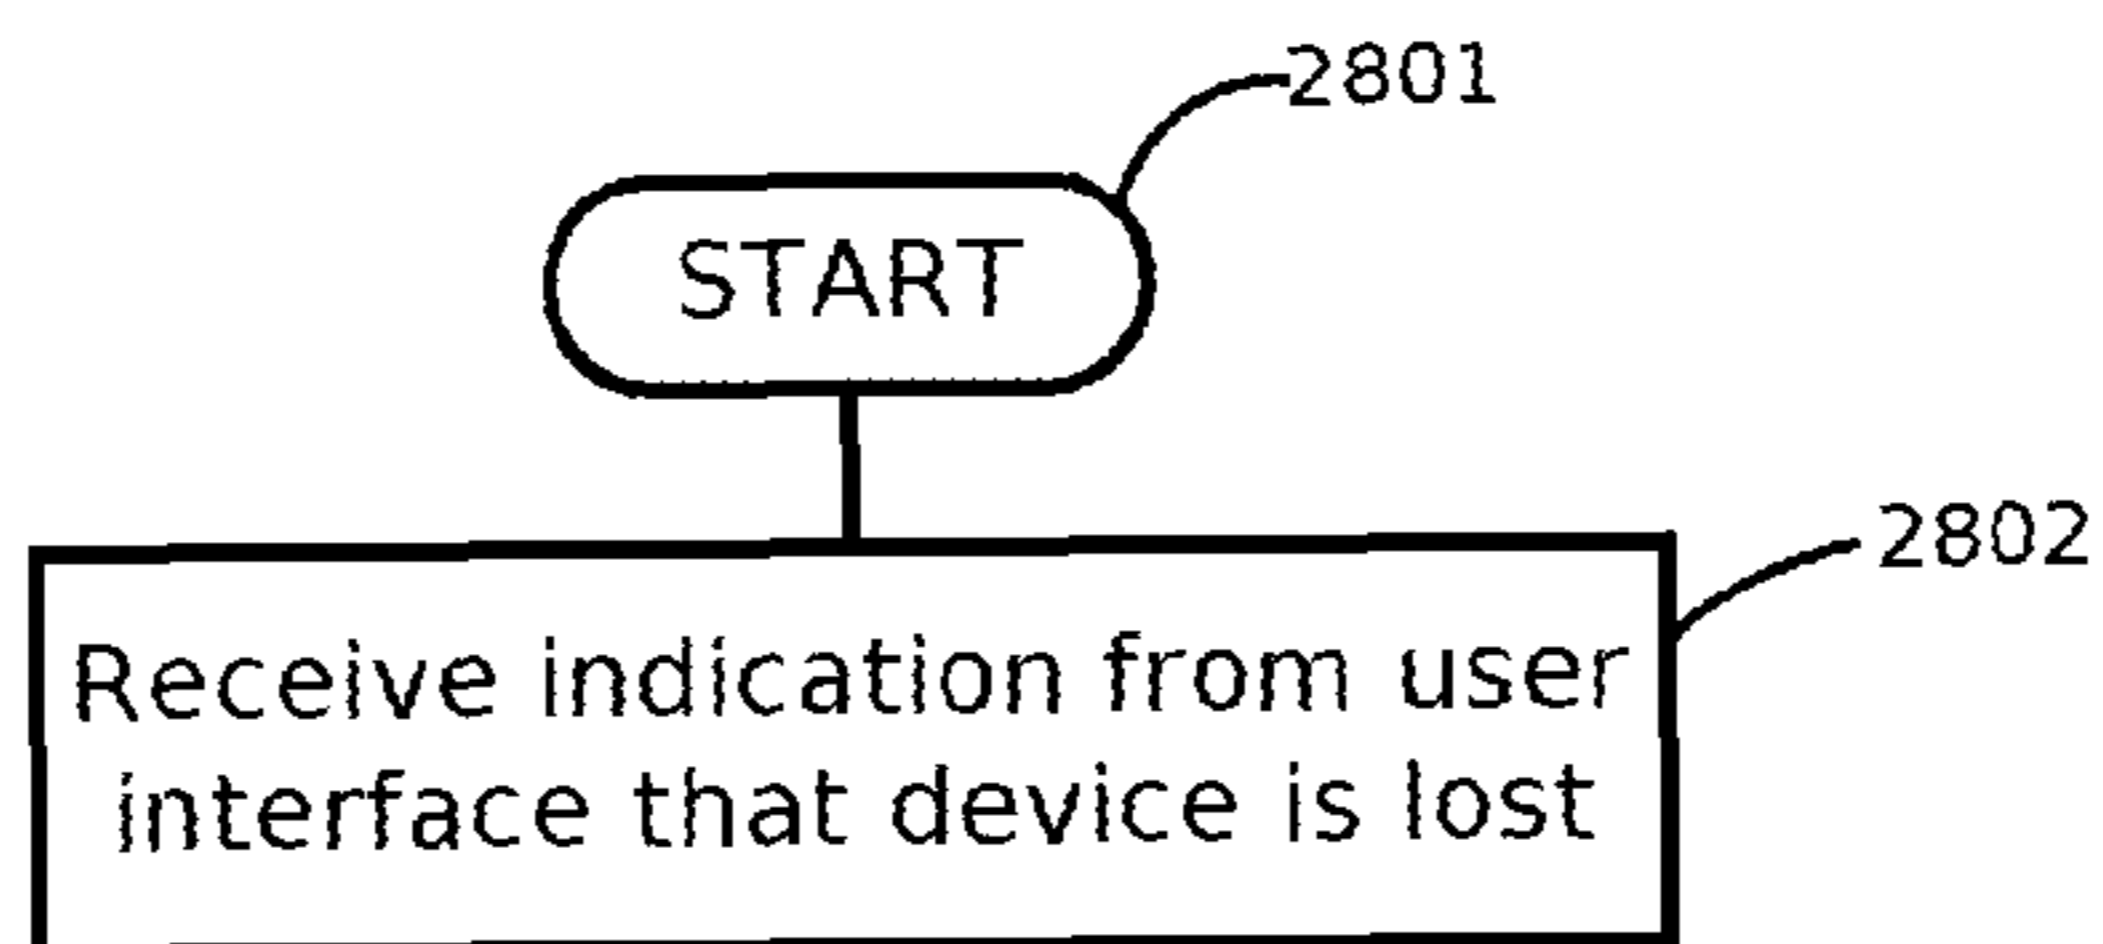 2801
START
2802
Receive indication from user
interface that device is lost